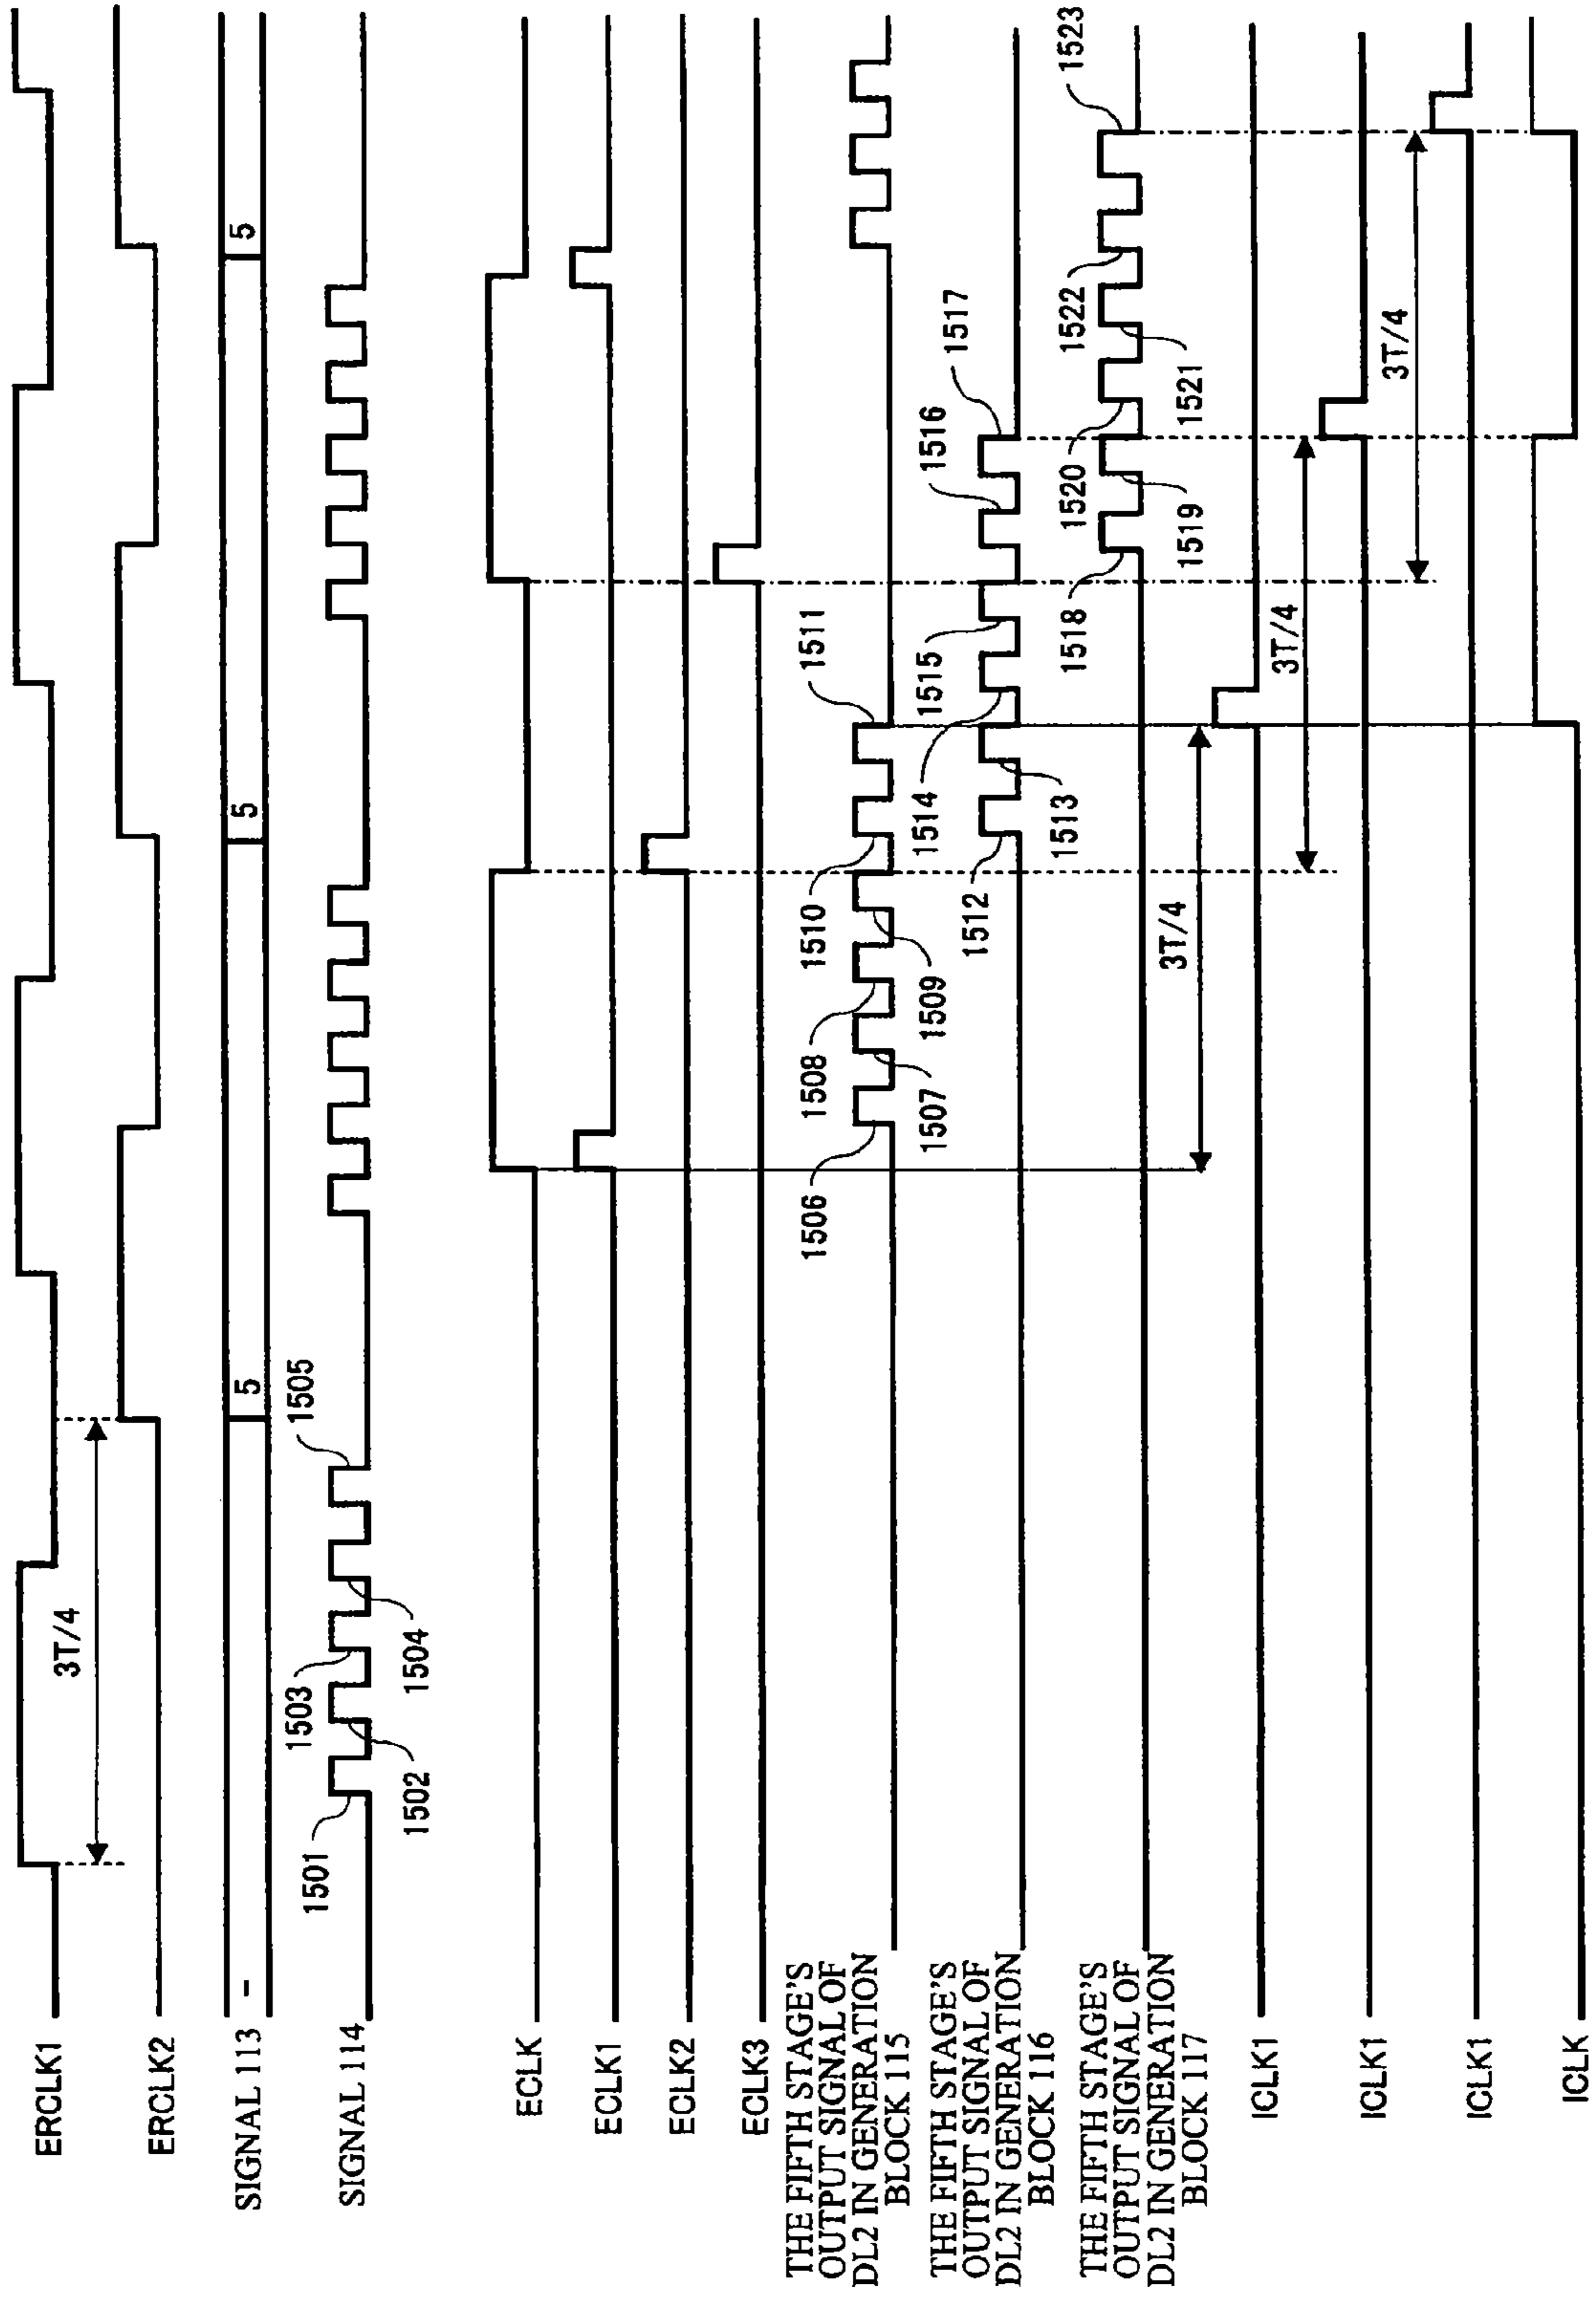 ERCLK1
3T/4
ERCLK2
SIGNAL 113
-
5
5
5
SIGNAL 114
1501
1502
1503
1504
1505
ECLK
ECLK1
ECLK2
ECLK3
THE FIFTH STAGE'S
OUTPUT SIGNAL OF
DL2 IN GENERATION
BLOCK 115
1506
1507
1508
1509
1510
1511
THE FIFTH STAGE'S
OUTPUT SIGNAL OF
DL2 IN GENERATION
BLOCK 116
1512
1513
1514
1515
1516
1517
THE FIFTH STAGE'S
OUTPUT SIGNAL OF
DL2 IN GENERATION
BLOCK 117
1518
1519
1520
1521
1522
1523
3T/4
ICLK1
3T/4
ICLK1
3T/4
ICLK1
ICLK